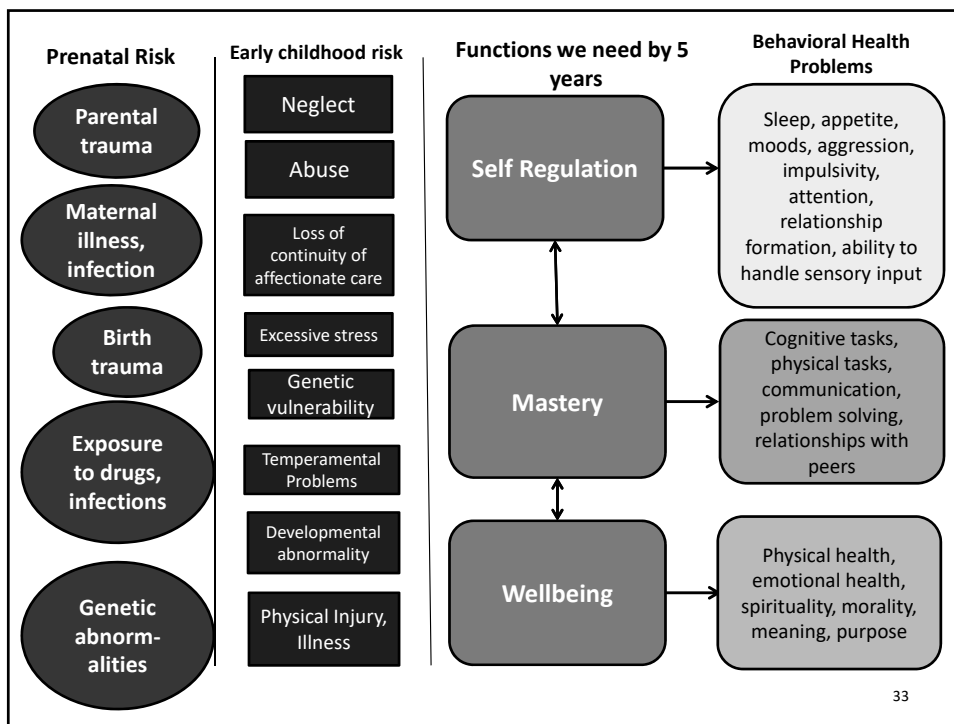 Prenatal Risk
Parental
trauma
Maternal
illness,
infection
Birth
trauma
Exposure
to drugs,
infections
Genetic
abnorm-
alities
Early childhood risk
Neglect
Abuse
Loss of
continuity of
affectionate care
Excessive stress
Genetic
vulnerability
Temperamental
Problems
Developmental
abnormality
Physical Injury,
Illness
Functions we need by 5
years
Self Regulation
Mastery
Wellbeing
Behavioral Health
Problems
Sleep, appetite,
moods, aggression,
impulsivity,
attention,
relationship
formation, ability to
handle sensory input
Cognitive tasks,
physical tasks,
communication,
problem solving,
relationships with
peers
Physical health,
emotional health,
spirituality, morality,
meaning, purpose
33